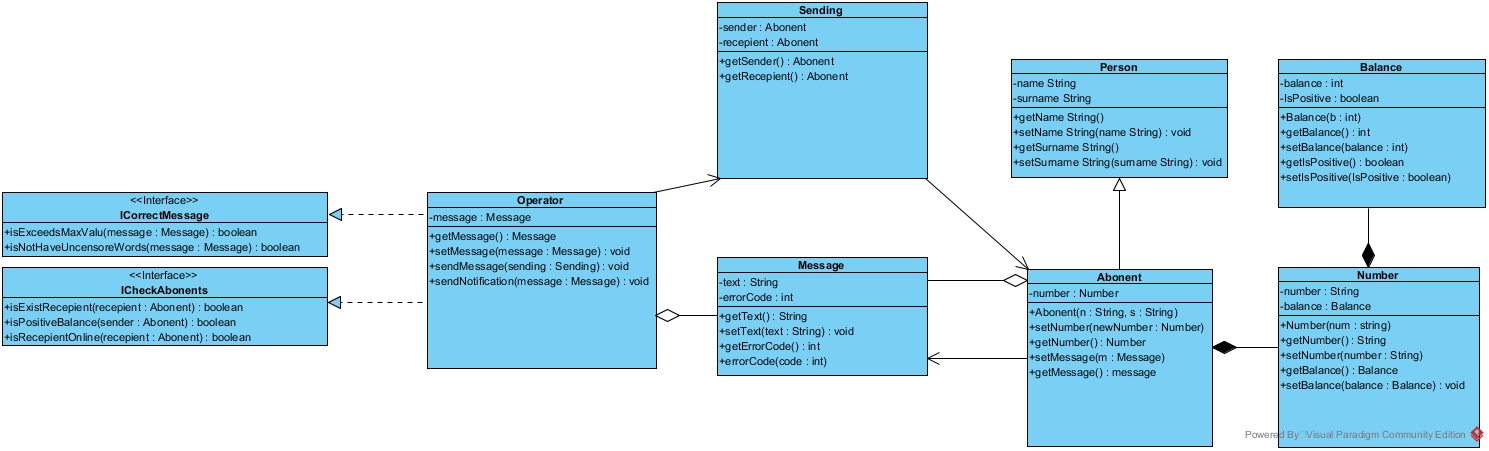 Sending
-sender : Abonent
-recepient : Abonent
+getSender() : Abonent
+getRecepient() : Abonent
Person
-name String
-surname String
+getName String()
+setName String(name String) : void
+getSurname String()
+setSurname String(surname String) : void
Balance
-balance : int
-IsPositive : boolean
+Balance(b : int)
+getBalance() : int
+setBalance(balance : int)
+getIsPositive() : boolean
+setIsPositive(IsPositive : boolean)
<<Interface>>
ICorrectMessage
+isExceedsMaxValu(message : Message) : boolean
+isNotHaveUncensoreWords(message : Message) : boolean
<<Interface>>
ICheckAbonents
+isExistRecepient(recepient : Abonent) : boolean
+isPositiveBalance(sender : Abonent) : boolean
+isRecepientOnline(recepient : Abonent) : boolean
Operator
-message : Message
+getMessage() : Message
+setMessage(message : Message) : void
+sendMessage(sending : Sending) : void
+sendNotification(message : Message) : void
Message
-text : String
-errorCode : int
+getText() : String
+setText(text : String) : void
+getErrorCode() : int
+errorCode(code : int)
Abonent
-number : Number
+Abonent(n : String, s : String)
+setNumber(newNumber : Number)
+getNumber() : Number
+setMessage(m : Message)
+getMessage() : message
Number
-number : String
-balance : Balance
+Number(num : string)
+getNumber() : String
+setNumber(number : String)
+getBalance() : Balance
+setBalance(balance : Balance) : void
Powered By Visual Paradigm Community Edition